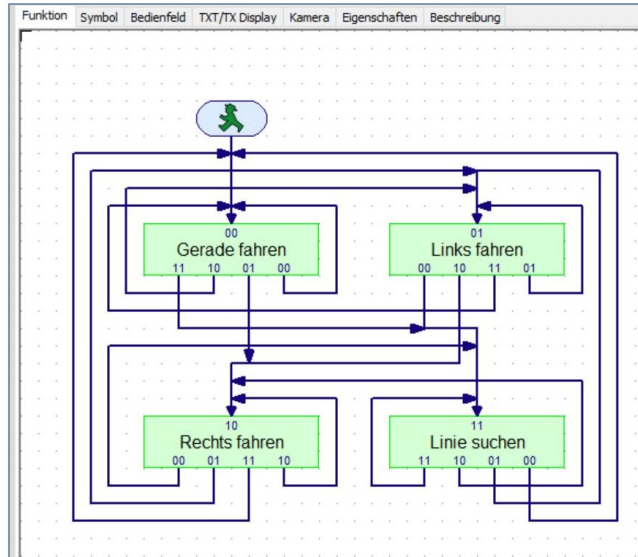 Funktion Symbol Bedienfeld TXT/TX Display Kamera Eigenschaften Beschreibung
00
Gerade fahren
11 10 01 00
01
Links fahren
00 10 11 01
10
Rechts fahren
00 01 11 10
11
Linie suchen
11 10 01 00